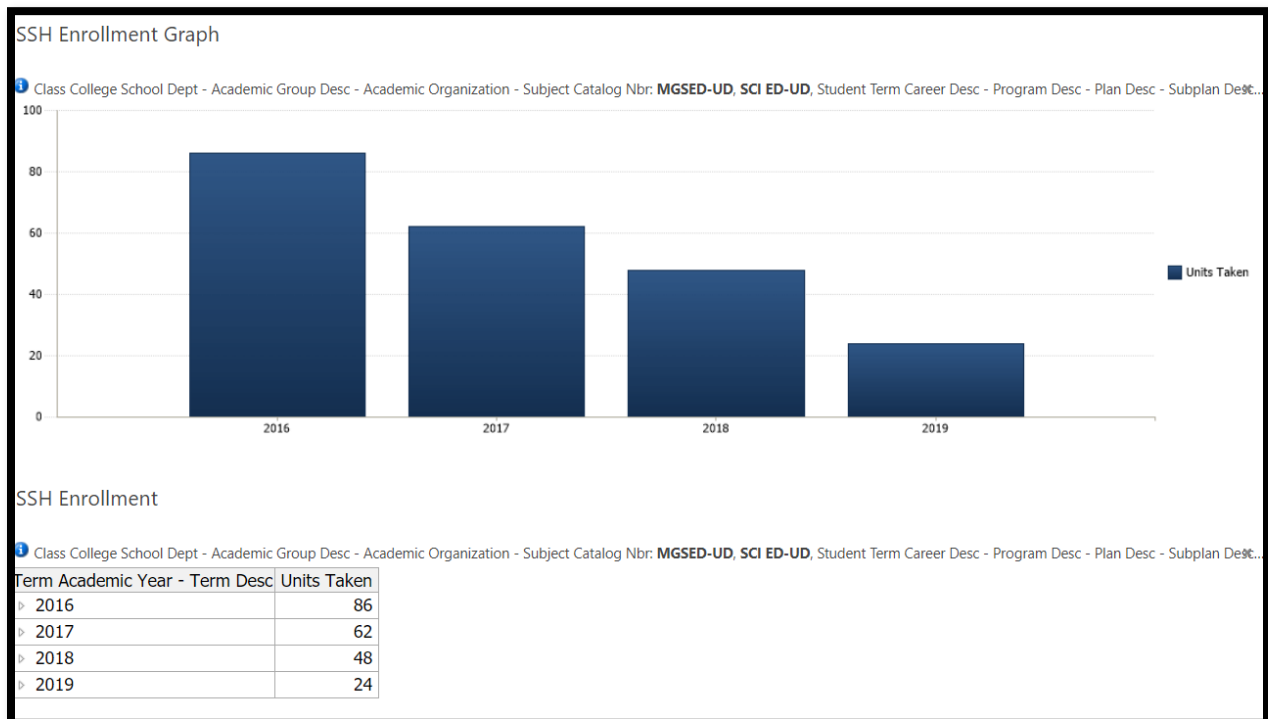 SSH Enrollment Graph
Class College School Dept - Academic Group Desc - Academic Organization - Subject Catalog Nbr: MGSED-UD, SCI ED-UD, Student Term Career Desc - Program Desc - Plan Desc - Subplan
100
80
60
40
20
0
2016 2017 2018 2019
Units Taken
SSH Enrollment
Class College School Dept - Academic Group Desc - Academic Organization - Subject Catalog Nbr: MGSED-UD, SCI ED-UD, Student Term Career Desc - Program Desc - Plan Desc - Subplan
Term Academic Year - Term Desc Units Taken
2016 86
2017 62
2018 48
2019 24